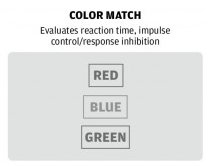 COLOR MATCH
Evaluates reaction time, impulse
control/response inhibition
RED
BLUE
GREEN